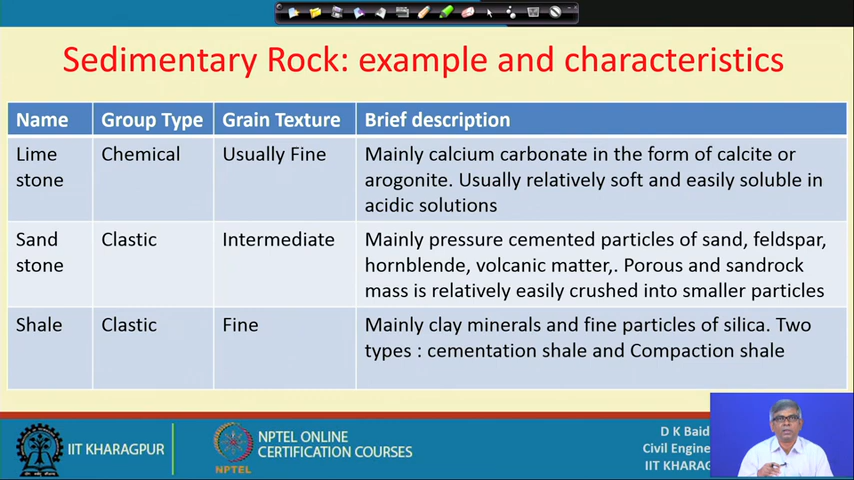 Sedimentary Rock: example and characteristics
Name Group Type Grain Texture Brief description
Lime Chemical Usually Fine Mainly calcium carbonate in the form of calcite or
stone arogonite. Usually relatively soft and easily soluble in
acidic solutions
Sand Clastic Intermediate Mainly pressure cemented particles of sand, feldspar,
stone hornblende, volcanic matter,. Porous and sandrock
mass is relatively easily crushed into smaller particles
Shale Clastic Fine Mainly clay minerals and fine particles of silica. Two
types : cementation shale and Compaction shale
IIT KHARAGPUR
NPTEL
NPTEL ONLINE
CERTIFICATION COURSES
D K Baid
Civil Engine
IIT KHARAG